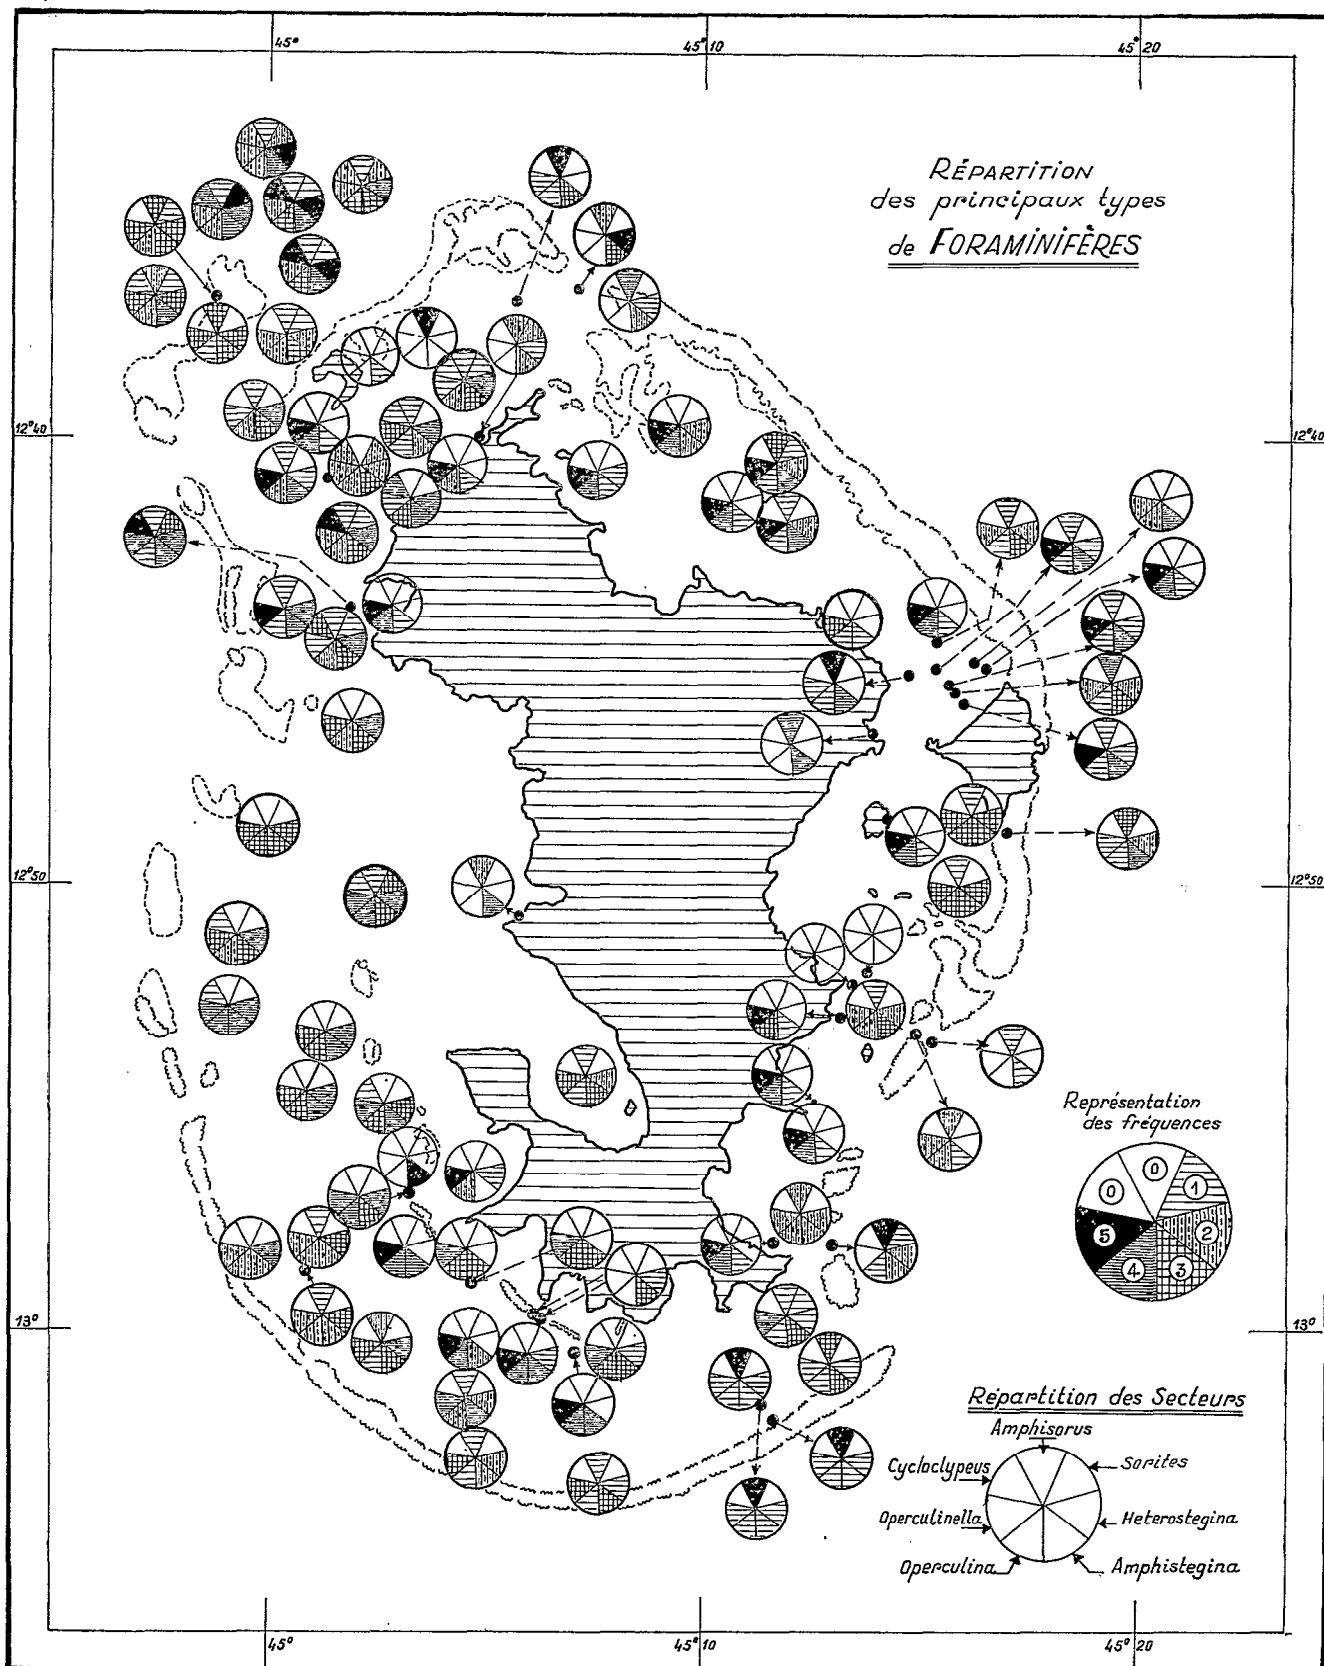 45°
45°10
45°20
RÉPARTITION
des principaux types
de FORAMINIFÈRES
12°40
12°40
12°50
12°50
Représentation
des fréquences
0
0
1
5
2
4
3
13°
13°
Répartition des Secteurs
Amphisorus
Cycloclypeus
Sorites
Operculinella
Heterostegina
Operculina
Amphistegina
45°
45°10
45°20